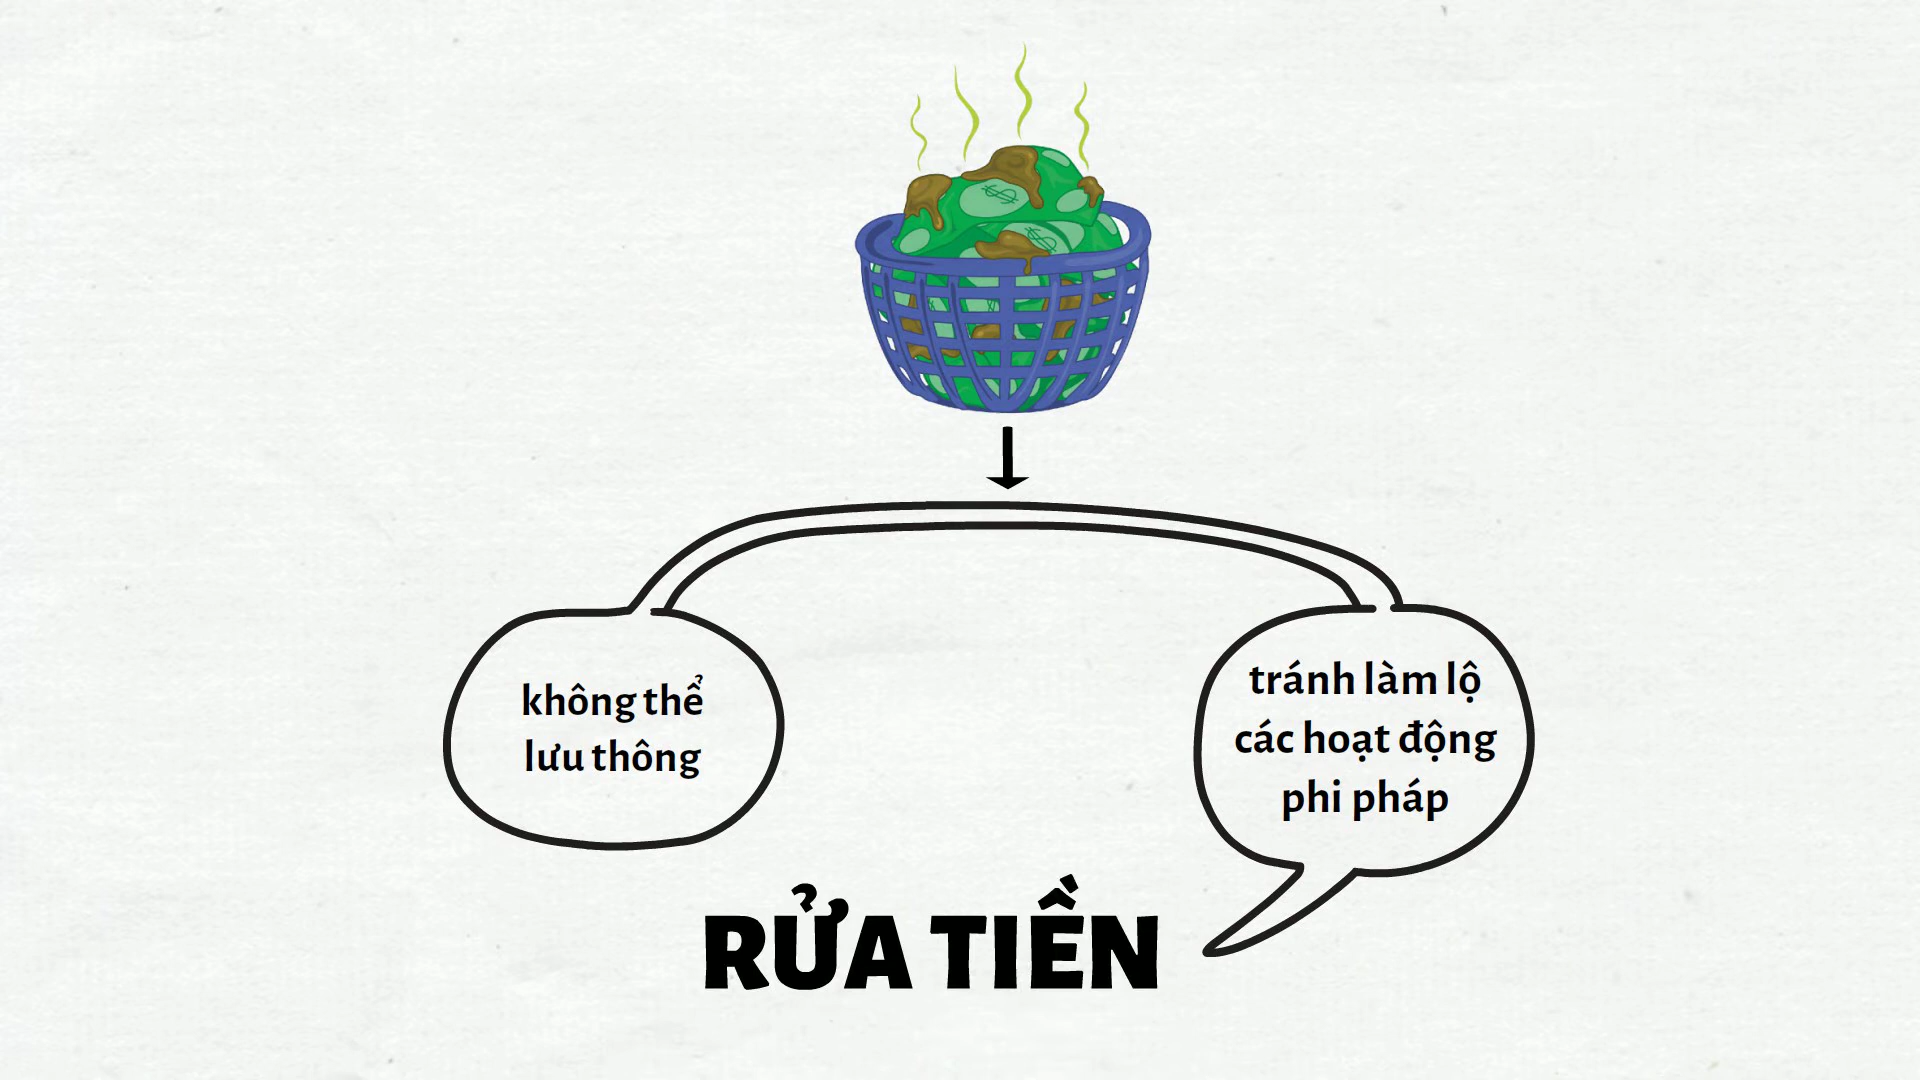 không thể
lưu thông
tránh làm lộ
các hoạt động
phi pháp
RỬA TIỀN